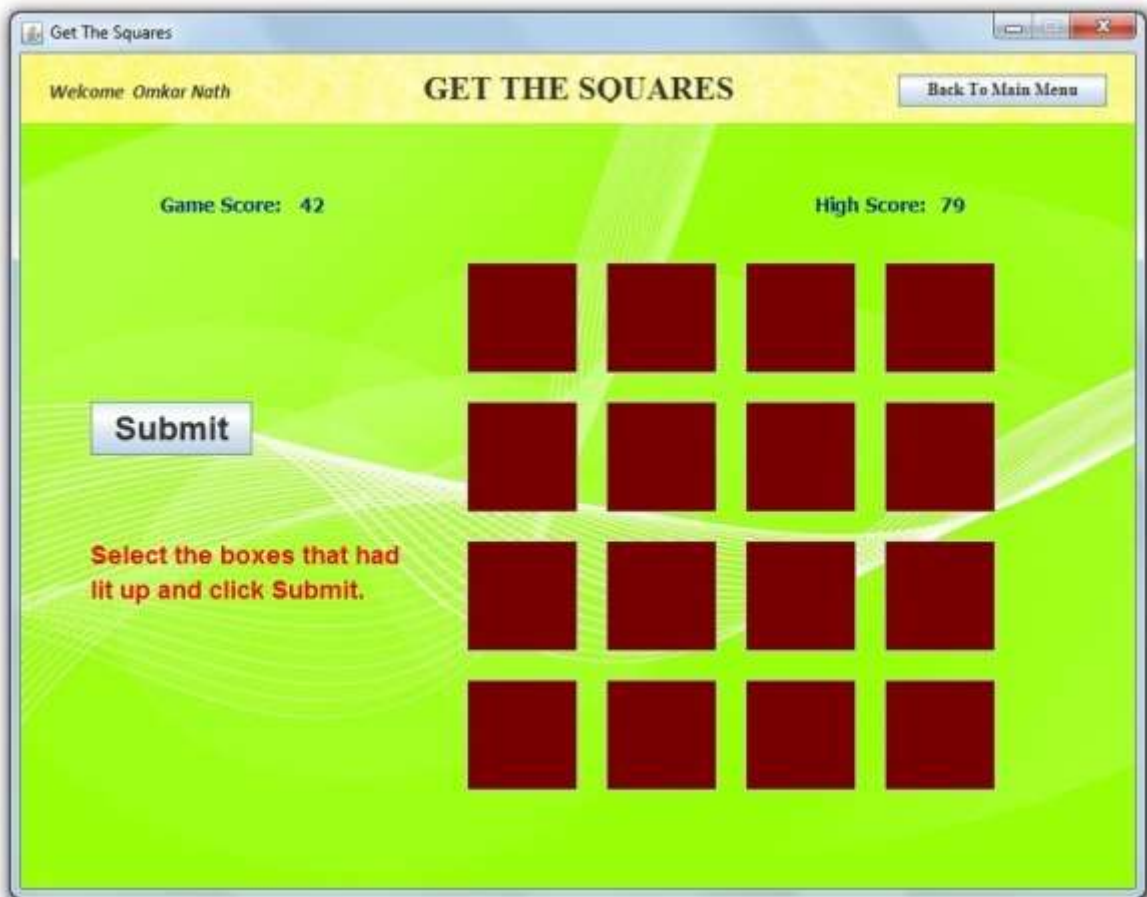 Get The Squares
Welcome Omkar Nath
GET THE SQUARES
Back To Main Menu
Game Score: 42
High Score: 79
Submit
Select the boxes that had
lit up and click Submit.